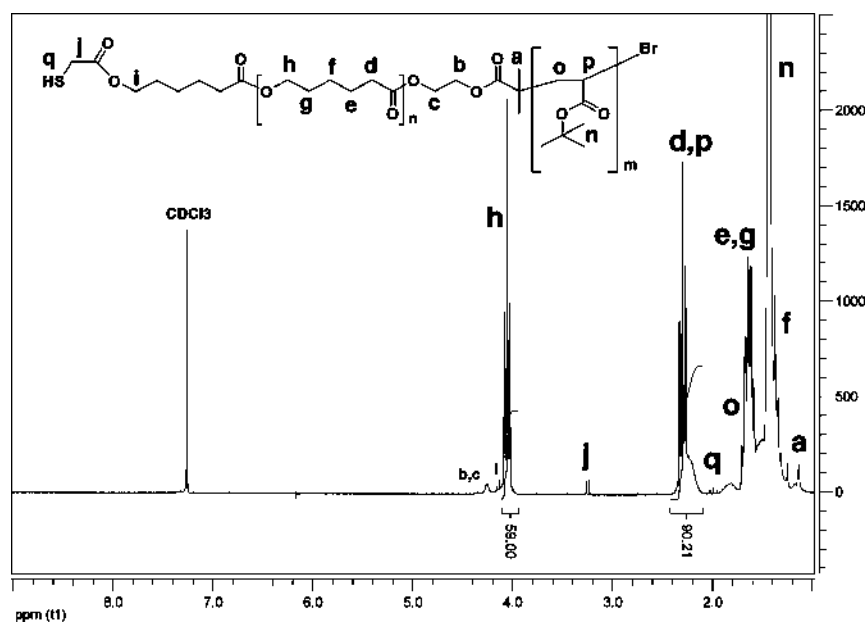 q j O
HS O i O
O h g f e d O
O n
O c b O O a
o p Br
O O
n
m
n
d,p
CDCl3
h
e,g
f
o
a
j
q
b,c
59.00
90.21
2000
1500
1000
500
0
8.0 7.0 6.0 5.0 4.0 3.0 2.0
ppm (t1)